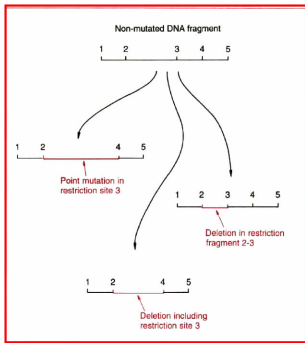 Non-mutated DNA fragment
1 2 3 4 5
1 2 4 5
Point mutation in
restriction site 3
1 2 3 4 5
Deletion in restriction
fragment 2-3
1 2 4 5
Deletion including
restriction site 3